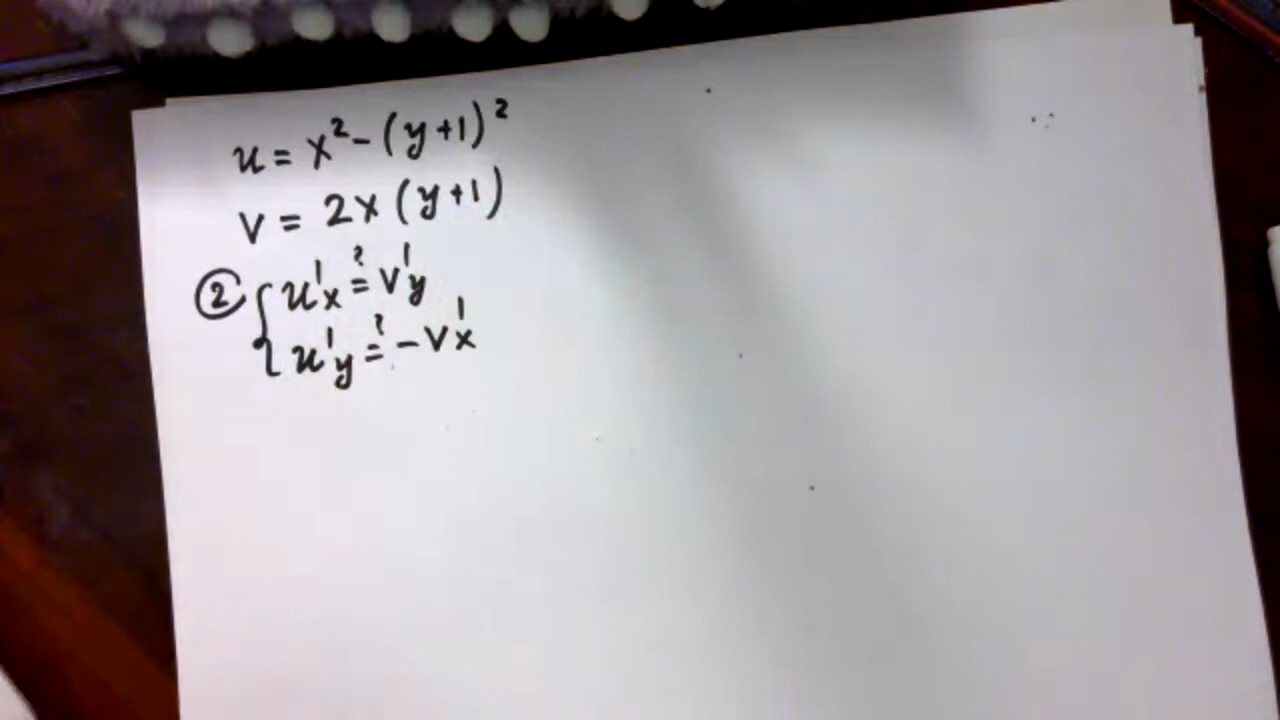 u = x² - (y+1)²
v = 2x (y+1)
② { u'x ?= v'y
u'y ?= -v'x